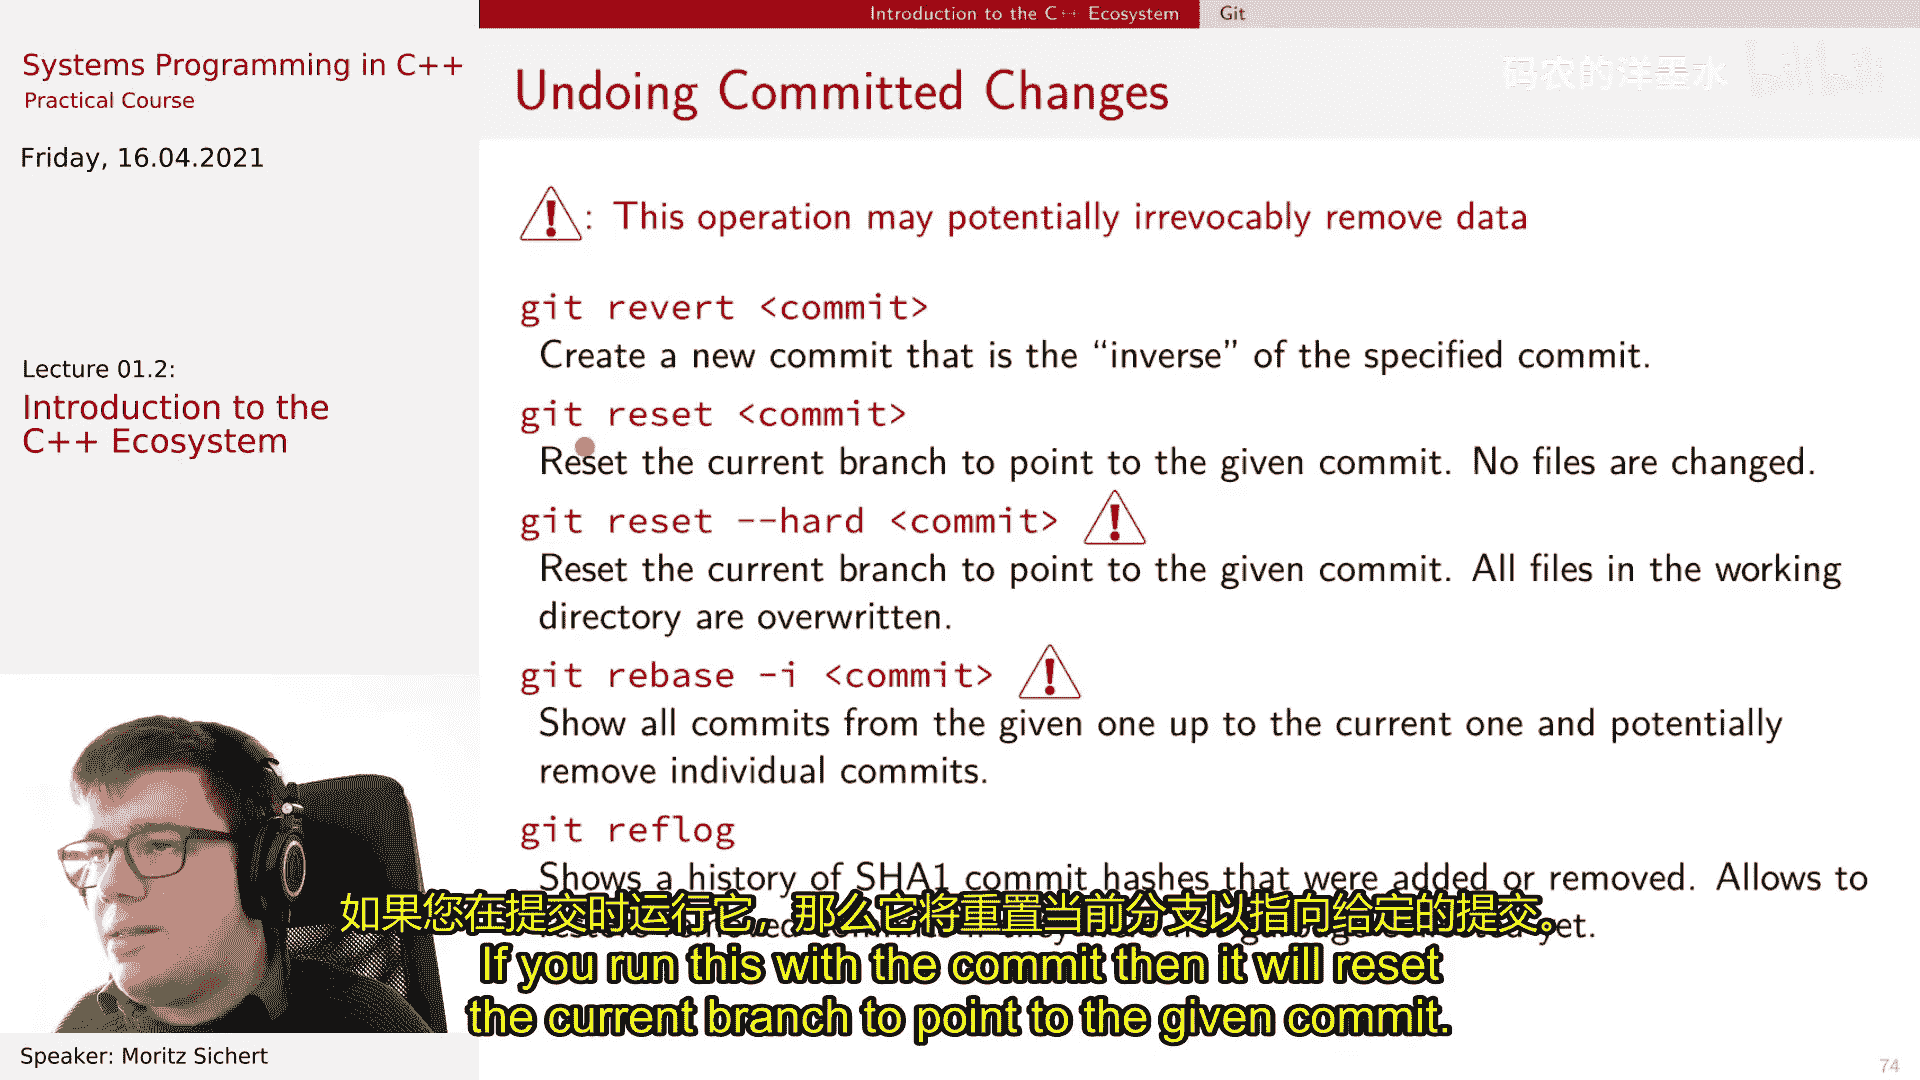 Introduction to the C++ Ecosystem Git
Systems Programming in C++
Practical Course
Friday, 16.04.2021
Lecture 01.2:
Introduction to the
C++ Ecosystem
码农的洋墨水 bilibili
Undoing Committed Changes
: This operation may potentially irrevocably remove data
git revert <commit>
Create a new commit that is the “inverse” of the specified commit.
git reset <commit>
Reset the current branch to point to the given commit. No files are changed.
git reset --hard <commit>
Reset the current branch to point to the given commit. All files in the working
directory are overwritten.
git rebase -i <commit>
Show all commits from the given one up to the current one and potentially
remove individual commits.
git reflog
Shows a history of SHA1 commit hashes that were added or removed. Allows to
yet.
如果您在提交时运行它，那么它将重置当前分支以指向给定的提交。
If you run this with the commit then it will reset
the current branch to point to the given commit.
Speaker: Moritz Sichert
74